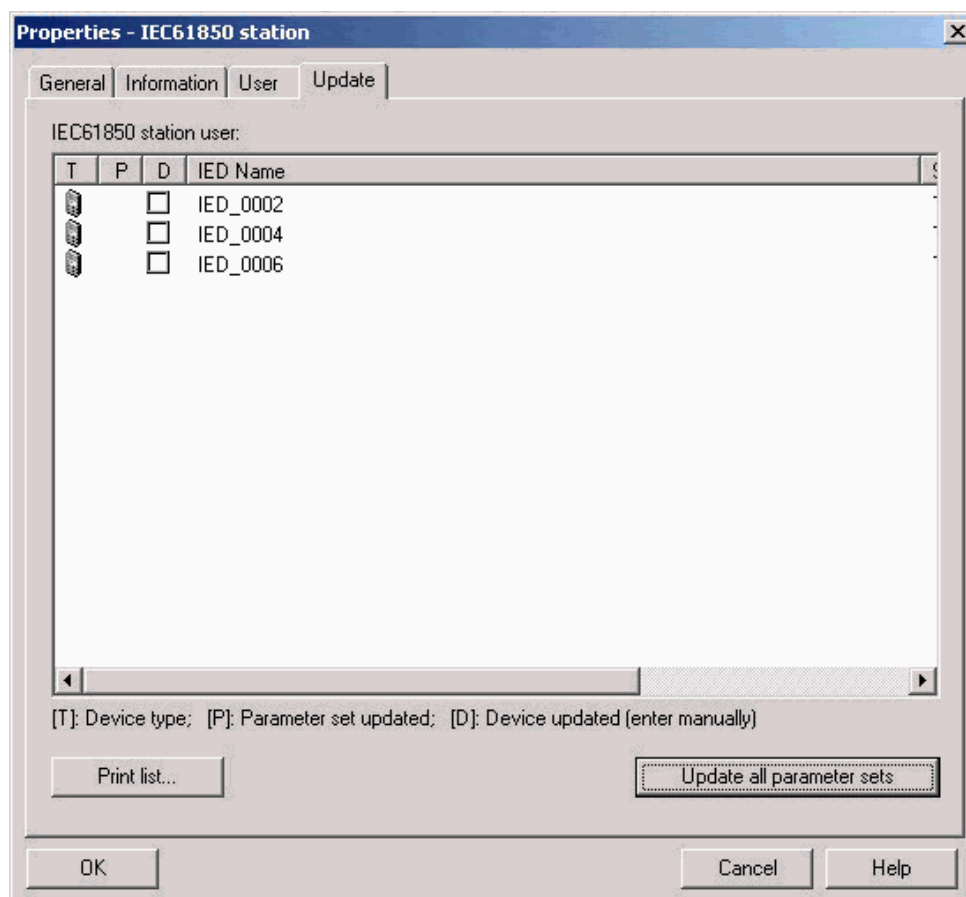 Properties - IEC61850 station
General Information User Update
IEC61850 station user:
T P D IED Name
IED_0002
IED_0004
IED_0006
[T]: Device type; [P]: Parameter set updated; [D]: Device updated (enter manually)
Print list... Update all parameter sets
OK Cancel Help